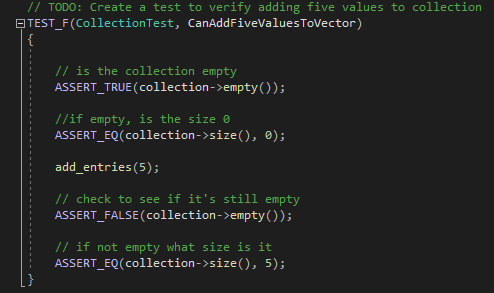 // TODO: Create a test to verify adding five values to collection
TEST_F(CollectionTest, CanAddFiveValuesToVector)
{
// is the collection empty
ASSERT_TRUE(collection->empty());
//if empty, is the size 0
ASSERT_EQ(collection->size(), 0);
add_entries(5);
// check to see if it's still empty
ASSERT_FALSE(collection->empty());
// if not empty what size is it
ASSERT_EQ(collection->size(), 5);
}